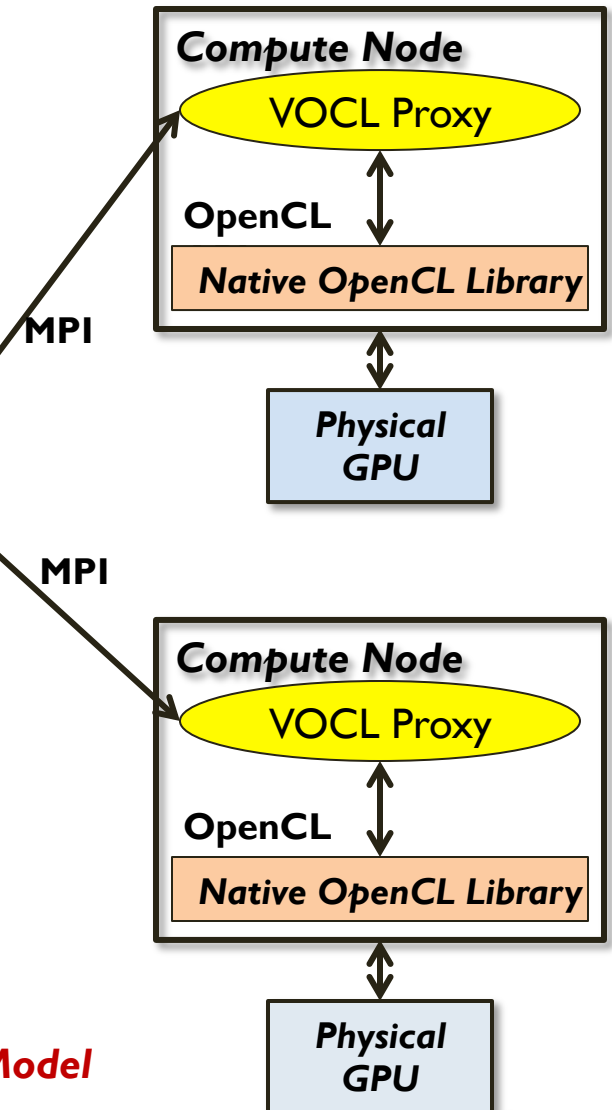 Compute Node
VOCL Proxy
OpenCL
Native OpenCL Library
MPI
Physical
GPU
MPI
Compute Node
VOCL Proxy
OpenCL
Native OpenCL Library
Physical
GPU
Model